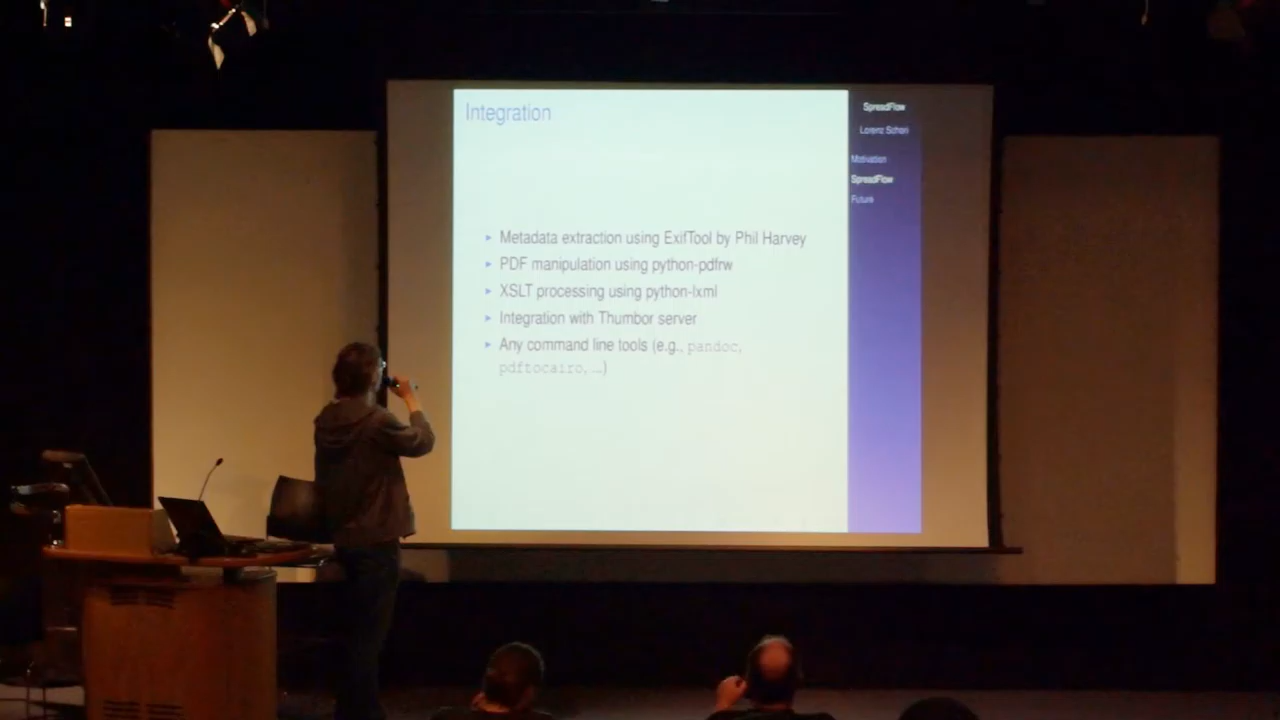 Integration
Metadata extraction using ExifTool by Phil Harvey
PDF manipulation using python-pdfrw
XSLT processing using python-lxml
Integration with Thumbor server
Any command line tools (e.g., pandoc,
pdftocairo, ...)
SpreadFlow
Lorenz Schori
Motivation
SpreadFlow
Future